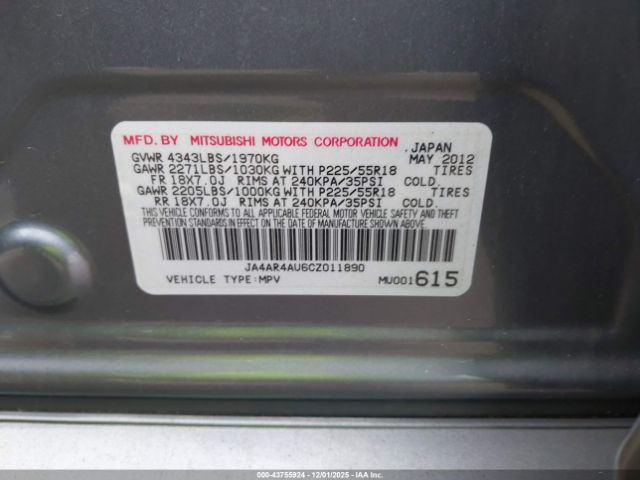 MFD. BY MITSUBISHI MOTORS CORPORATION
JAPAN
GVWR 4343LBS/1970KG MAY 2012
GAWR 2271LBS/1030KG WITH P225/55R18 TIRES
FR 18X7.0J RIMS AT 240KPA/35PSI COLD.
GAWR 2205LBS/1000KG WITH P225/55R18 TIRES
RR 18X7.0J RIMS AT 240KPA/35PSI COLD.
THIS VEHICLE CONFORMS TO ALL APPLICABLE FEDERAL MOTOR VEHICLE SAFETY AND THEFT
PREVENTION STANDARDS IN EFFECT ON THE DATE OF MANUFACTURE SHOWN ABOVE.
JA4AR4AU6CZ011890
VEHICLE TYPE:MPV MU001615
000-43755924 | 12/01/2025 | IAAI.COM